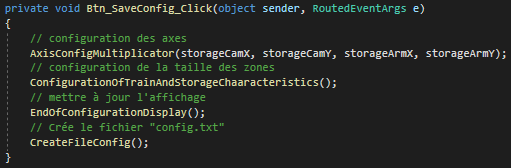 private void Btn_SaveConfig_Click(object sender, RoutedEventArgs e)
{
// configuration des axes
AxisConfigMultiplicator(storageCamX, storageCamY, storageArmX, storageArmY);
// configuration de la taille des zones
ConfigurationOfTrainAndStorageChaaracteristics();
// mettre à jour l'affichage
EndOfConfigurationDisplay();
// Crée le fichier "config.txt"
CreateFileConfig();
}